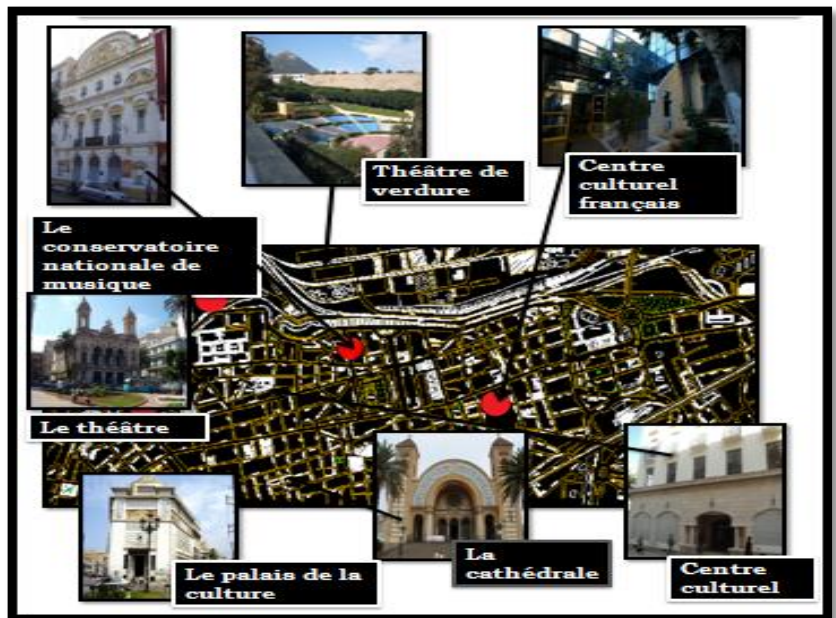 Théâtre de
verdure
Centre
culturel
français
Le
conservatoire
nationale de
musique
Le théâtre
La
cathédrale
Centre
culturel
Le palais de la
culture